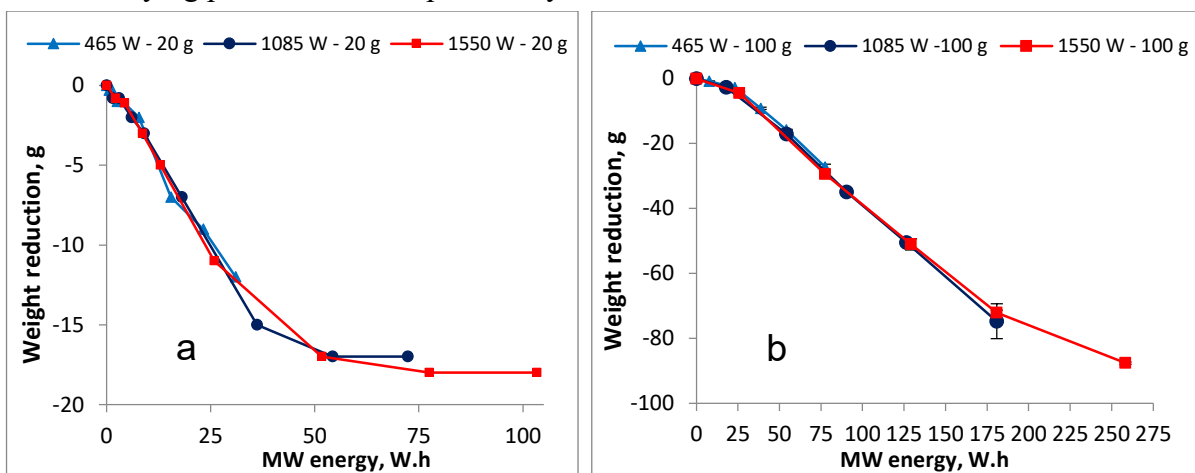 465 W - 20 g 1085 W - 20 g 1550 W - 20 g
Weight reduction, g
0
-5
-10
-15
-20
a
0 25 50 75 100
MW energy, W.h
465 W - 100 g 1085 W -100 g 1550 W - 100 g
Weight reduction, g
0
-20
-40
-60
-80
-100
b
0 25 50 75 100 125 150 175 200 225 250 275
MW energy, W.h